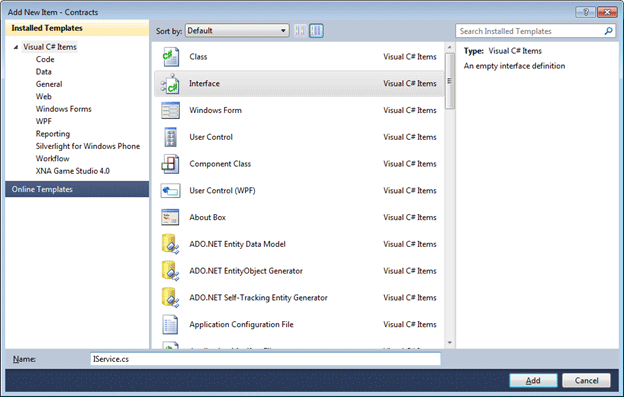 Add New Item - Contracts
Installed Templates
Sort by: Default
Search Installed Templates
Visual C# Items
Code
Data
General
Web
Windows Forms
WPF
Reporting
Silverlight for Windows Phone
Workflow
XNA Game Studio 4.0
Online Templates
Class Visual C# Items
Interface Visual C# Items
Windows Form Visual C# Items
User Control Visual C# Items
Component Class Visual C# Items
User Control (WPF) Visual C# Items
About Box Visual C# Items
ADO.NET Entity Data Model Visual C# Items
ADO.NET EntityObject Generator Visual C# Items
ADO.NET Self-Tracking Entity Generator Visual C# Items
Application Configuration File Visual C# Items
Type: Visual C# Items
An empty interface definition
Name: IService.cs
Add Cancel